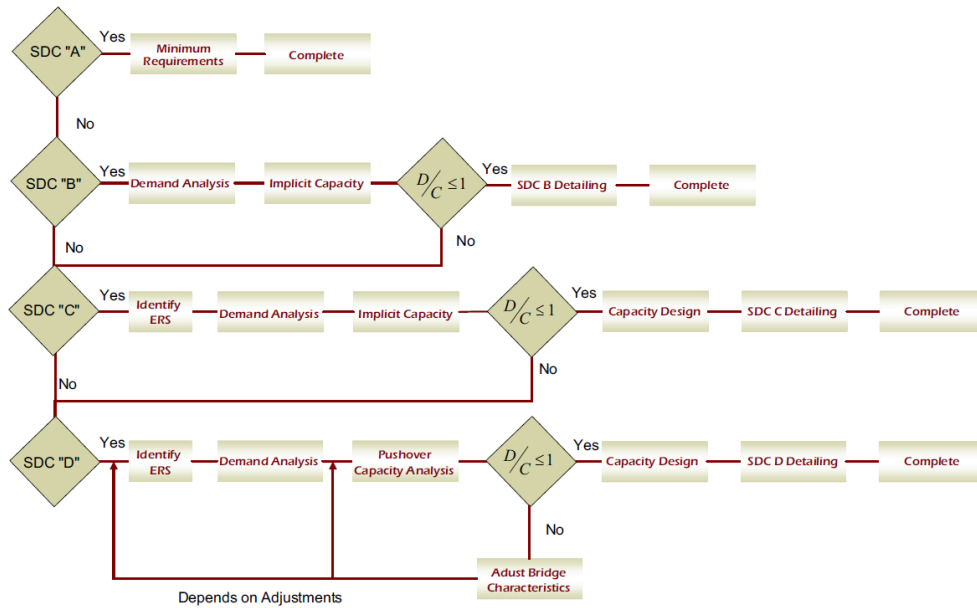 SDC "A"
Yes
Minimum
Requirements
Complete
No
SDC "B"
Yes
Demand Analysis
Implicit Capacity
D/C ≤ 1
Yes
SDC B Detailing
Complete
No
No
SDC "C"
Yes
Identify
ERS
Demand Analysis
Implicit Capacity
D/C ≤ 1
Yes
Capacity Design
SDC C Detailing
Complete
No
No
SDC "D"
Yes
Identify
ERS
Demand Analysis
Pushover
Capacity Analysis
D/C ≤ 1
Yes
Capacity Design
SDC D Detailing
Complete
No
Adust Bridge
Characteristics
Depends on Adjustments